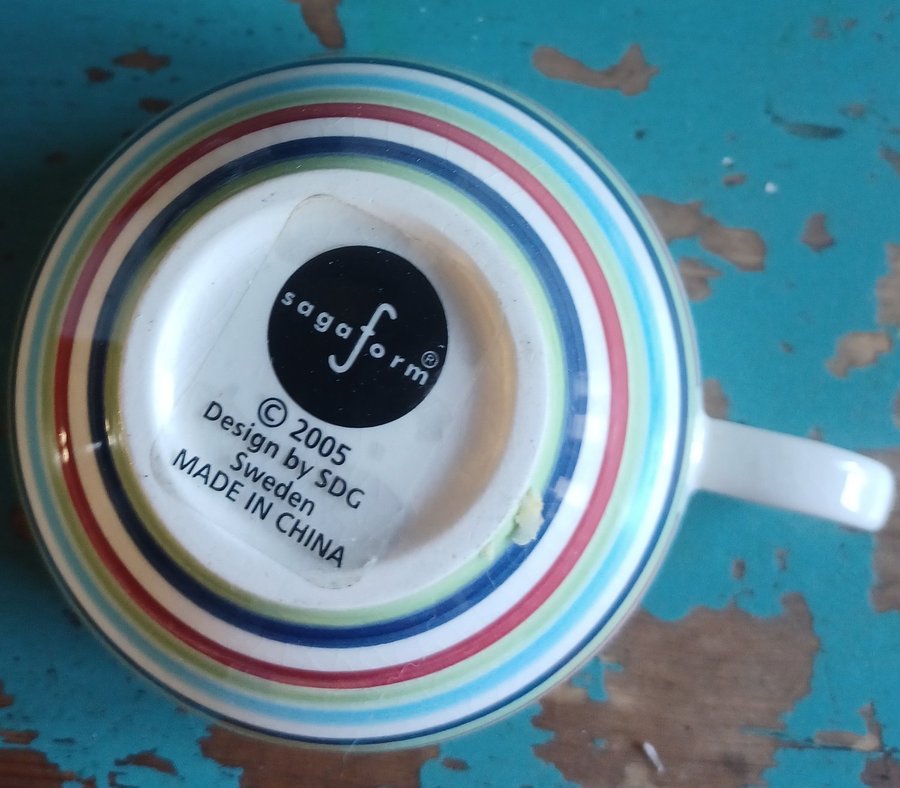 sagaform®
© 2005
Design by SDG
Sweden
MADE IN CHINA